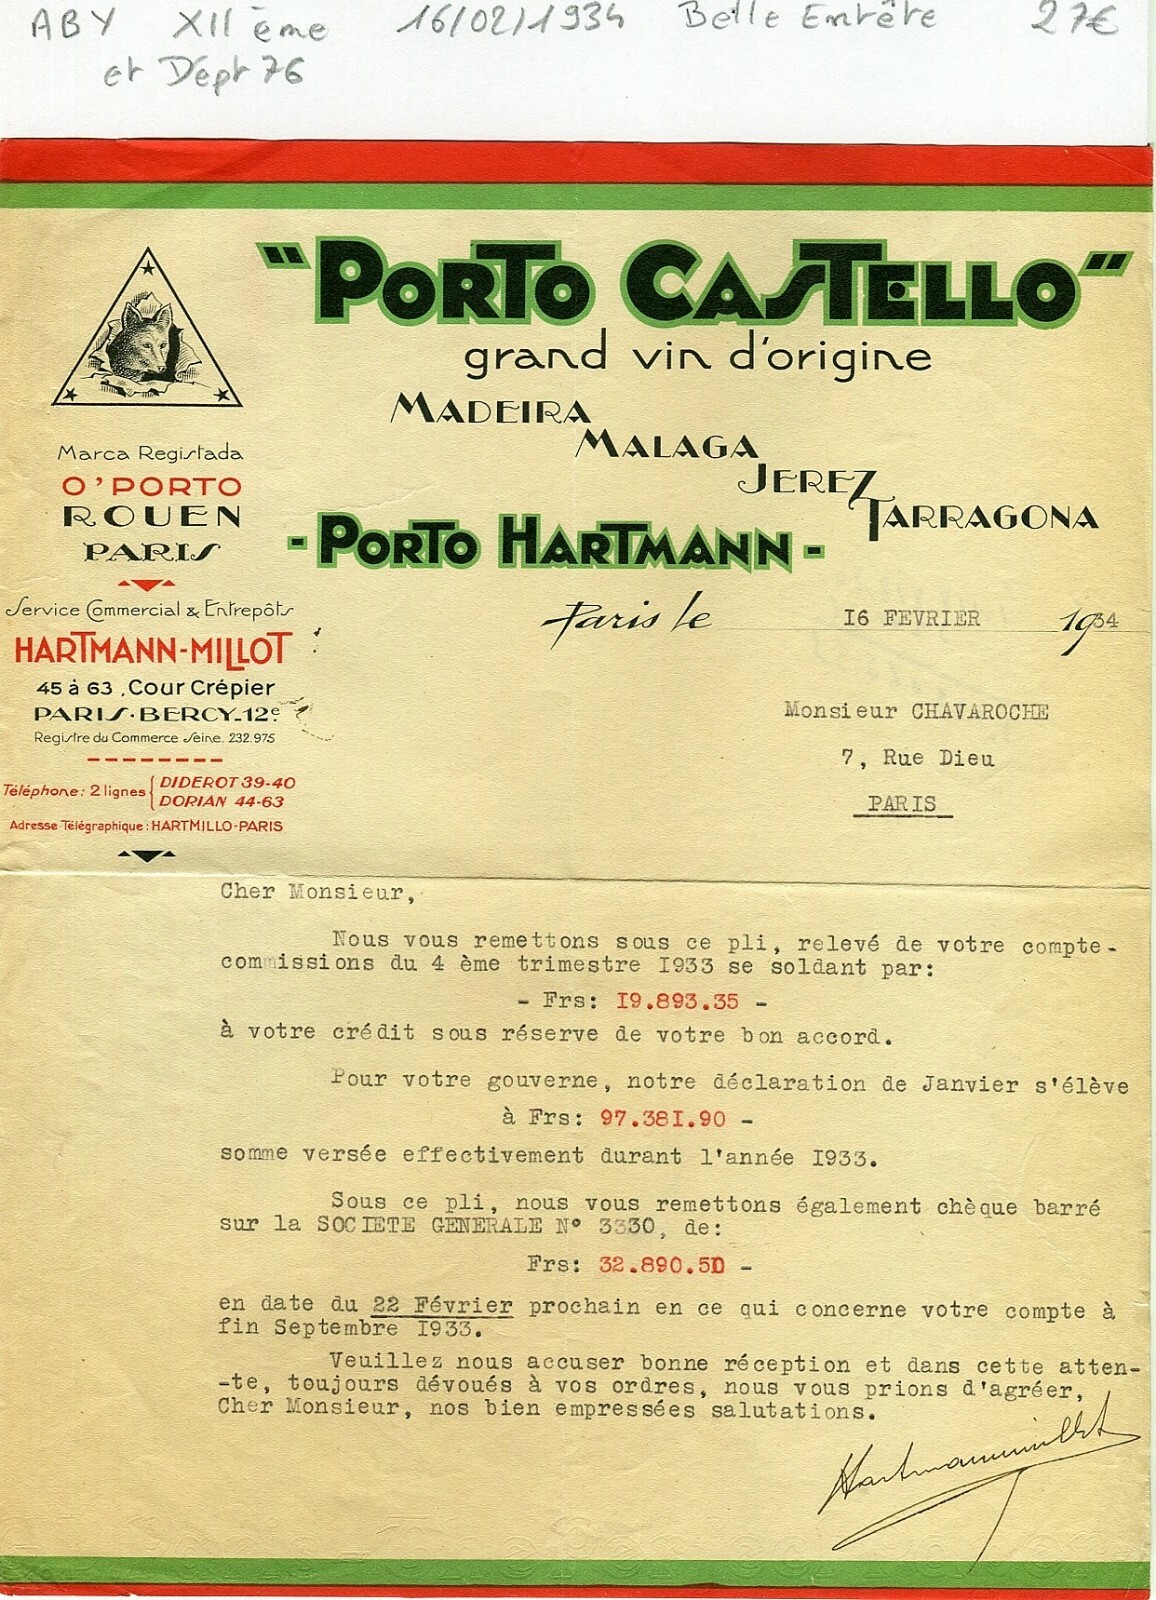 ABY XIIème 16/02/1934 Belle Entête 27€
et Dépt 76
"PORTO CASTELLO"
grand vin d'origine
MADEIRA
MALAGA
JEREZ
TARRAGONA
- PORTO HARTMANN -
Marca Registada
O'PORTO
ROUEN
PARIS
Service Commercial & Entrepôts
HARTMANN-MILLOT
45 à 63, Cour Crépier
PARIS-BERCY-12e
Registre du Commerce Seine. 232.975
Téléphone: 2 lignes { DIDEROT 39-40
DORIAN 44-63
Adresse Télégraphique: HARTMILLO-PARIS
Paris le I6 FEVRIER 1934
Monsieur CHAVAROCHE
7, Rue Dieu
PARIS
Cher Monsieur,
Nous vous remettons sous ce pli, relevé de votre compte-
commissions du 4 ème trimestre I933 se soldant par:
- Frs: I9.893.35 -
à votre crédit sous réserve de votre bon accord.
Pour votre gouverne, notre déclaration de Janvier s'élève
à Frs: 97.38I.90 -
somme versée effectivement durant l'année I933.
Sous ce pli, nous vous remettons également chèque barré
sur la SOCIETE GENERALE N° 3330, de:
Frs: 32.890.50 -
en date du 22 Février prochain en ce qui concerne votre compte à
fin Septembre I933.
Veuillez nous accuser bonne réception et dans cette atten-
-te, toujours dévoués à vos ordres, nous vous prions d'agréer,
Cher Monsieur, nos bien empressées salutations.
Hartmannmillot